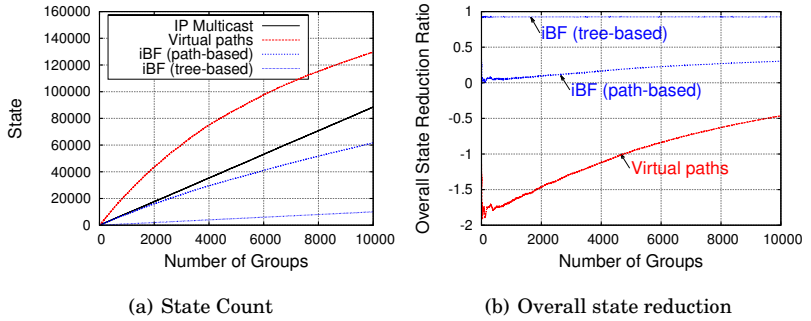 160000
140000
120000
100000
80000
60000
40000
20000
0
State
IP Multicast
Virtual paths
iBF (path-based)
iBF (tree-based)
0 2000 4000 6000 8000 10000
Number of Groups
(a) State Count
1
0.5
0
-0.5
-1
-1.5
-2
Overall State Reduction Ratio
iBF (tree-based)
iBF (path-based)
Virtual paths
0 2000 4000 6000 8000 10000
Number of Groups
(b) Overall state reduction